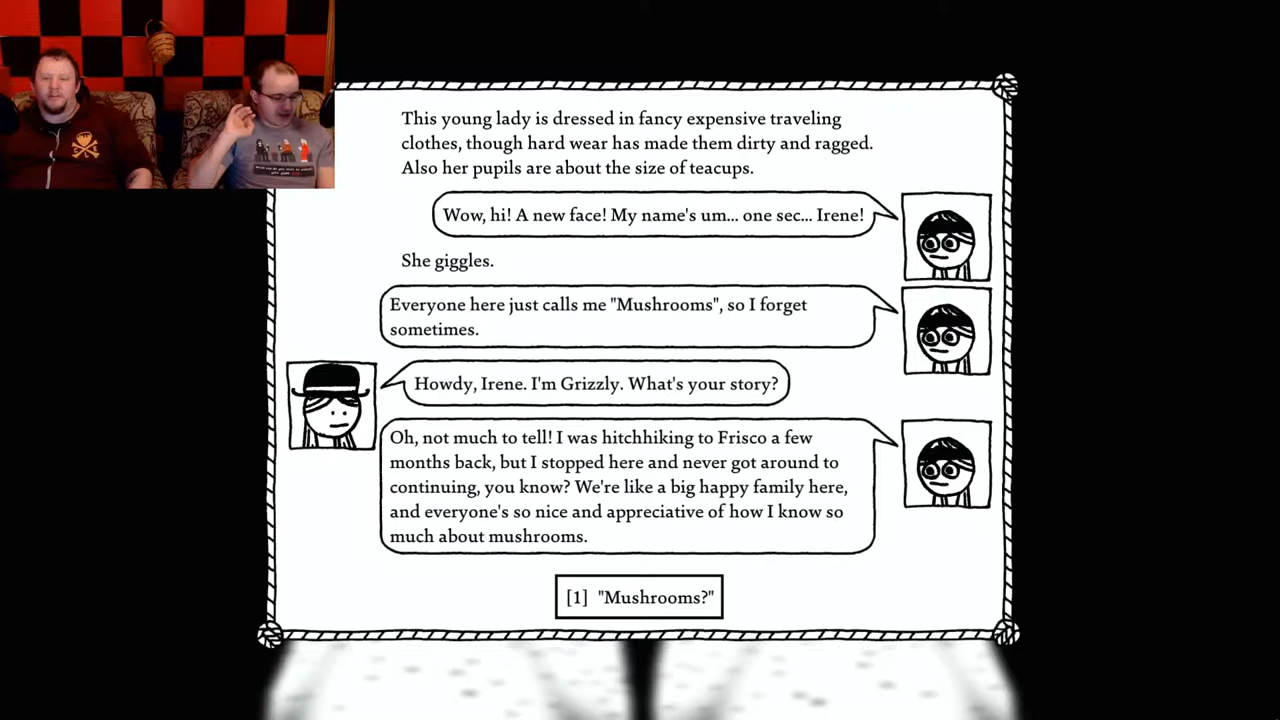 This young lady is dressed in fancy expensive traveling
clothes, though hard wear has made them dirty and ragged.
Also her pupils are about the size of teacups.
Wow, hi! A new face! My name's um... one sec... Irene!
She giggles.
Everyone here just calls me "Mushrooms", so I forget
sometimes.
Howdy, Irene. I'm Grizzly. What's your story?
Oh, not much to tell! I was hitchhiking to Frisco a few
months back, but I stopped here and never got around to
continuing, you know? We're like a big happy family here,
and everyone's so nice and appreciative of how I know so
much about mushrooms.
[1] "Mushrooms?"